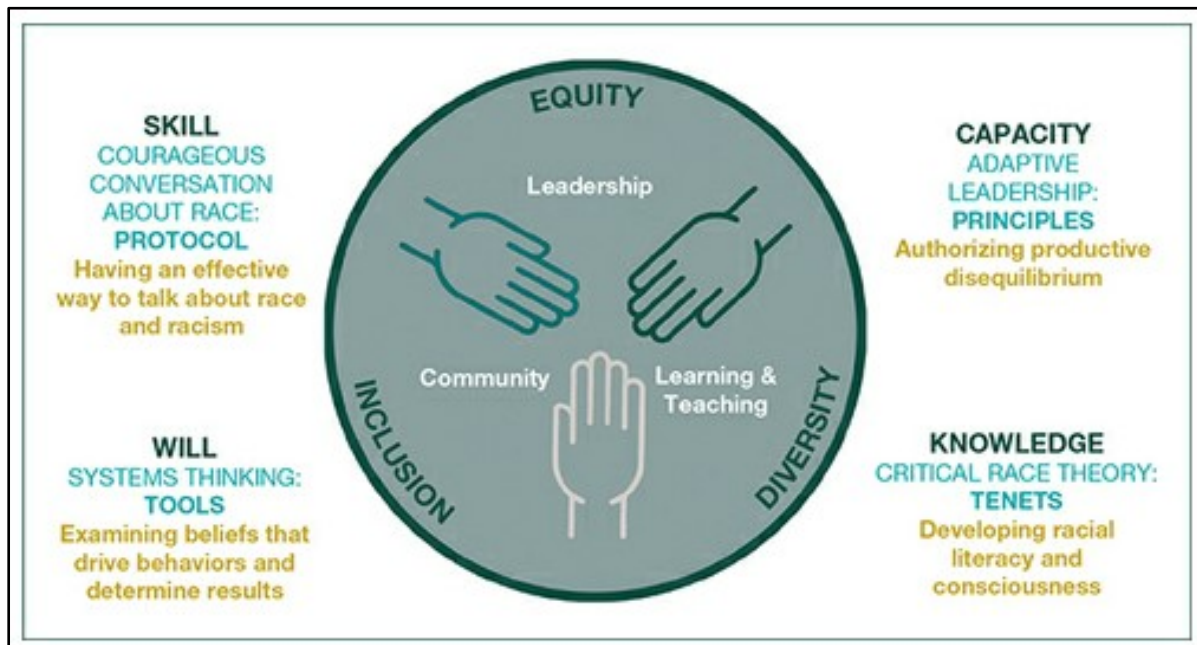 SKILL
COURAGEOUS
CONVERSATION
ABOUT RACE:
PROTOCOL
Having an effective
way to talk about race
and racism
WILL
SYSTEMS THINKING:
TOOLS
Examining beliefs that
drive behaviors and
determine results
EQUITY
Leadership
Community
Learning &
Teaching
INCLUSION
DIVERSITY
CAPACITY
ADAPTIVE
LEADERSHIP:
PRINCIPLES
Authorizing productive
disequilibrium
KNOWLEDGE
CRITICAL RACE THEORY:
TENETS
Developing racial
literacy and
consciousness